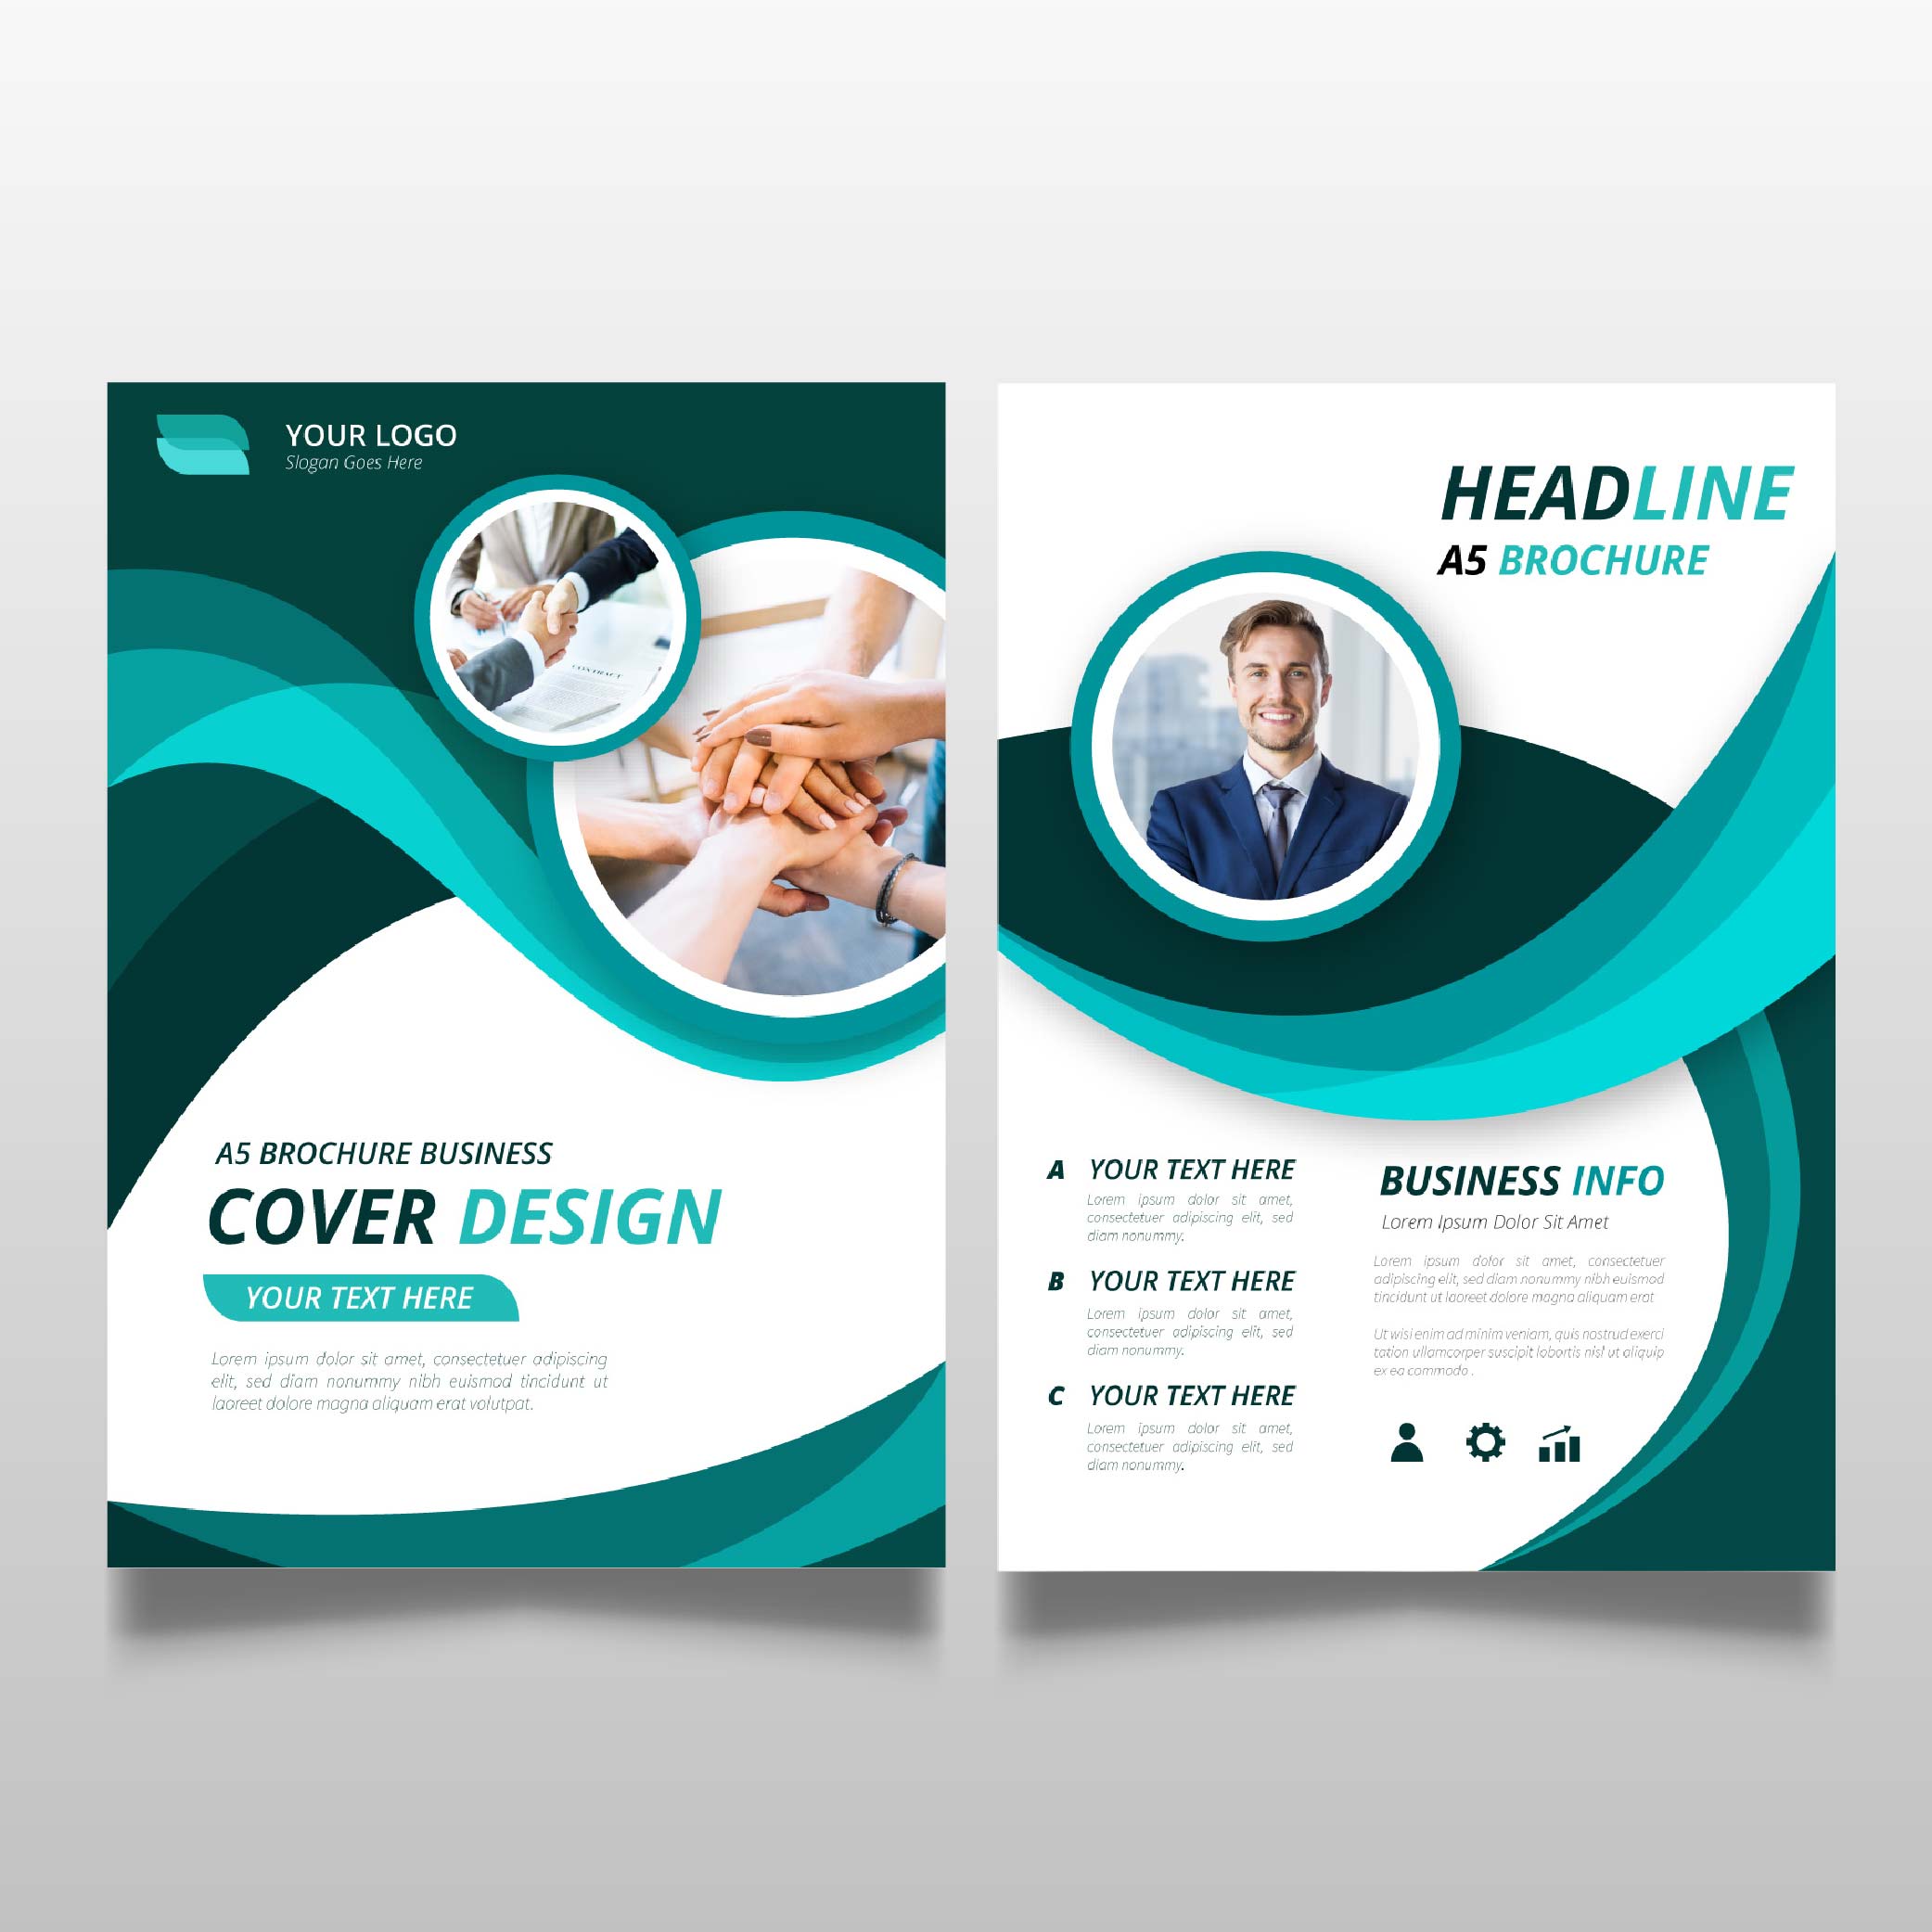 YOUR LOGO
Slogan Goes Here
CONTRACT
A5 BROCHURE BUSINESS
COVER DESIGN
YOUR TEXT HERE
Lorem ipsum dolor sit amet, consectetuer adipiscing
elit, sed diam nonummy nibh euismod tincidunt ut
laoreet dolore magna aliquam erat volutpat.
HEADLINE
A5 BROCHURE
A YOUR TEXT HERE
Lorem ipsum dolor sit amet,
consectetuer adipiscing elit, sed
diam nonummy.
B YOUR TEXT HERE
Lorem ipsum dolor sit amet,
consectetuer adipiscing elit, sed
diam nonummy.
C YOUR TEXT HERE
Lorem ipsum dolor sit amet,
consectetuer adipiscing elit, sed
diam nonummy.
BUSINESS INFO
Lorem Ipsum Dolor Sit Amet
Lorem ipsum dolor sit amet, consectetuer
adipiscing elit, sed diam nonummy nibh euismod
tincidunt ut laoreet dolore magna aliquam erat
Ut wisi enim ad minim veniam, quis nostrud exerci
tation ullamcorper suscipit lobortis nisl ut aliquip
ex ea commodo .